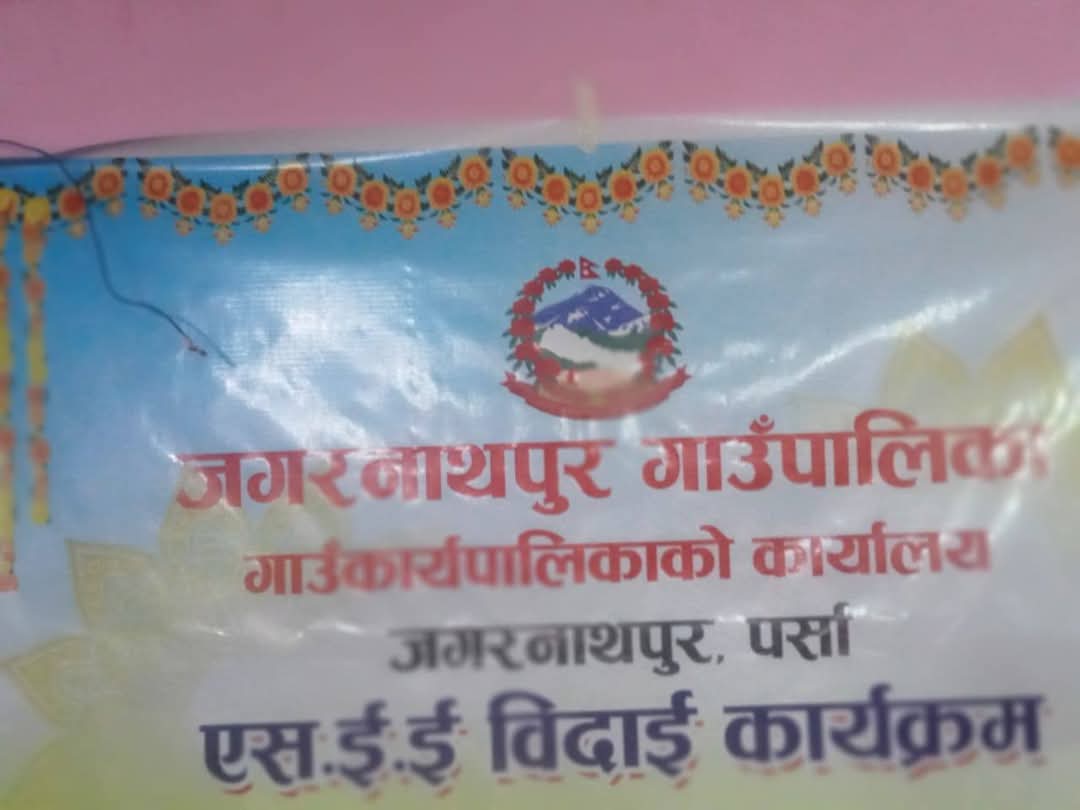 जगरनाथपुर गाउँपालिका
गाउँकार्यपालिकाको कार्यालय
जगरनाथपुर, पर्सा
एस.ई.ई विदाई कार्यक्रम